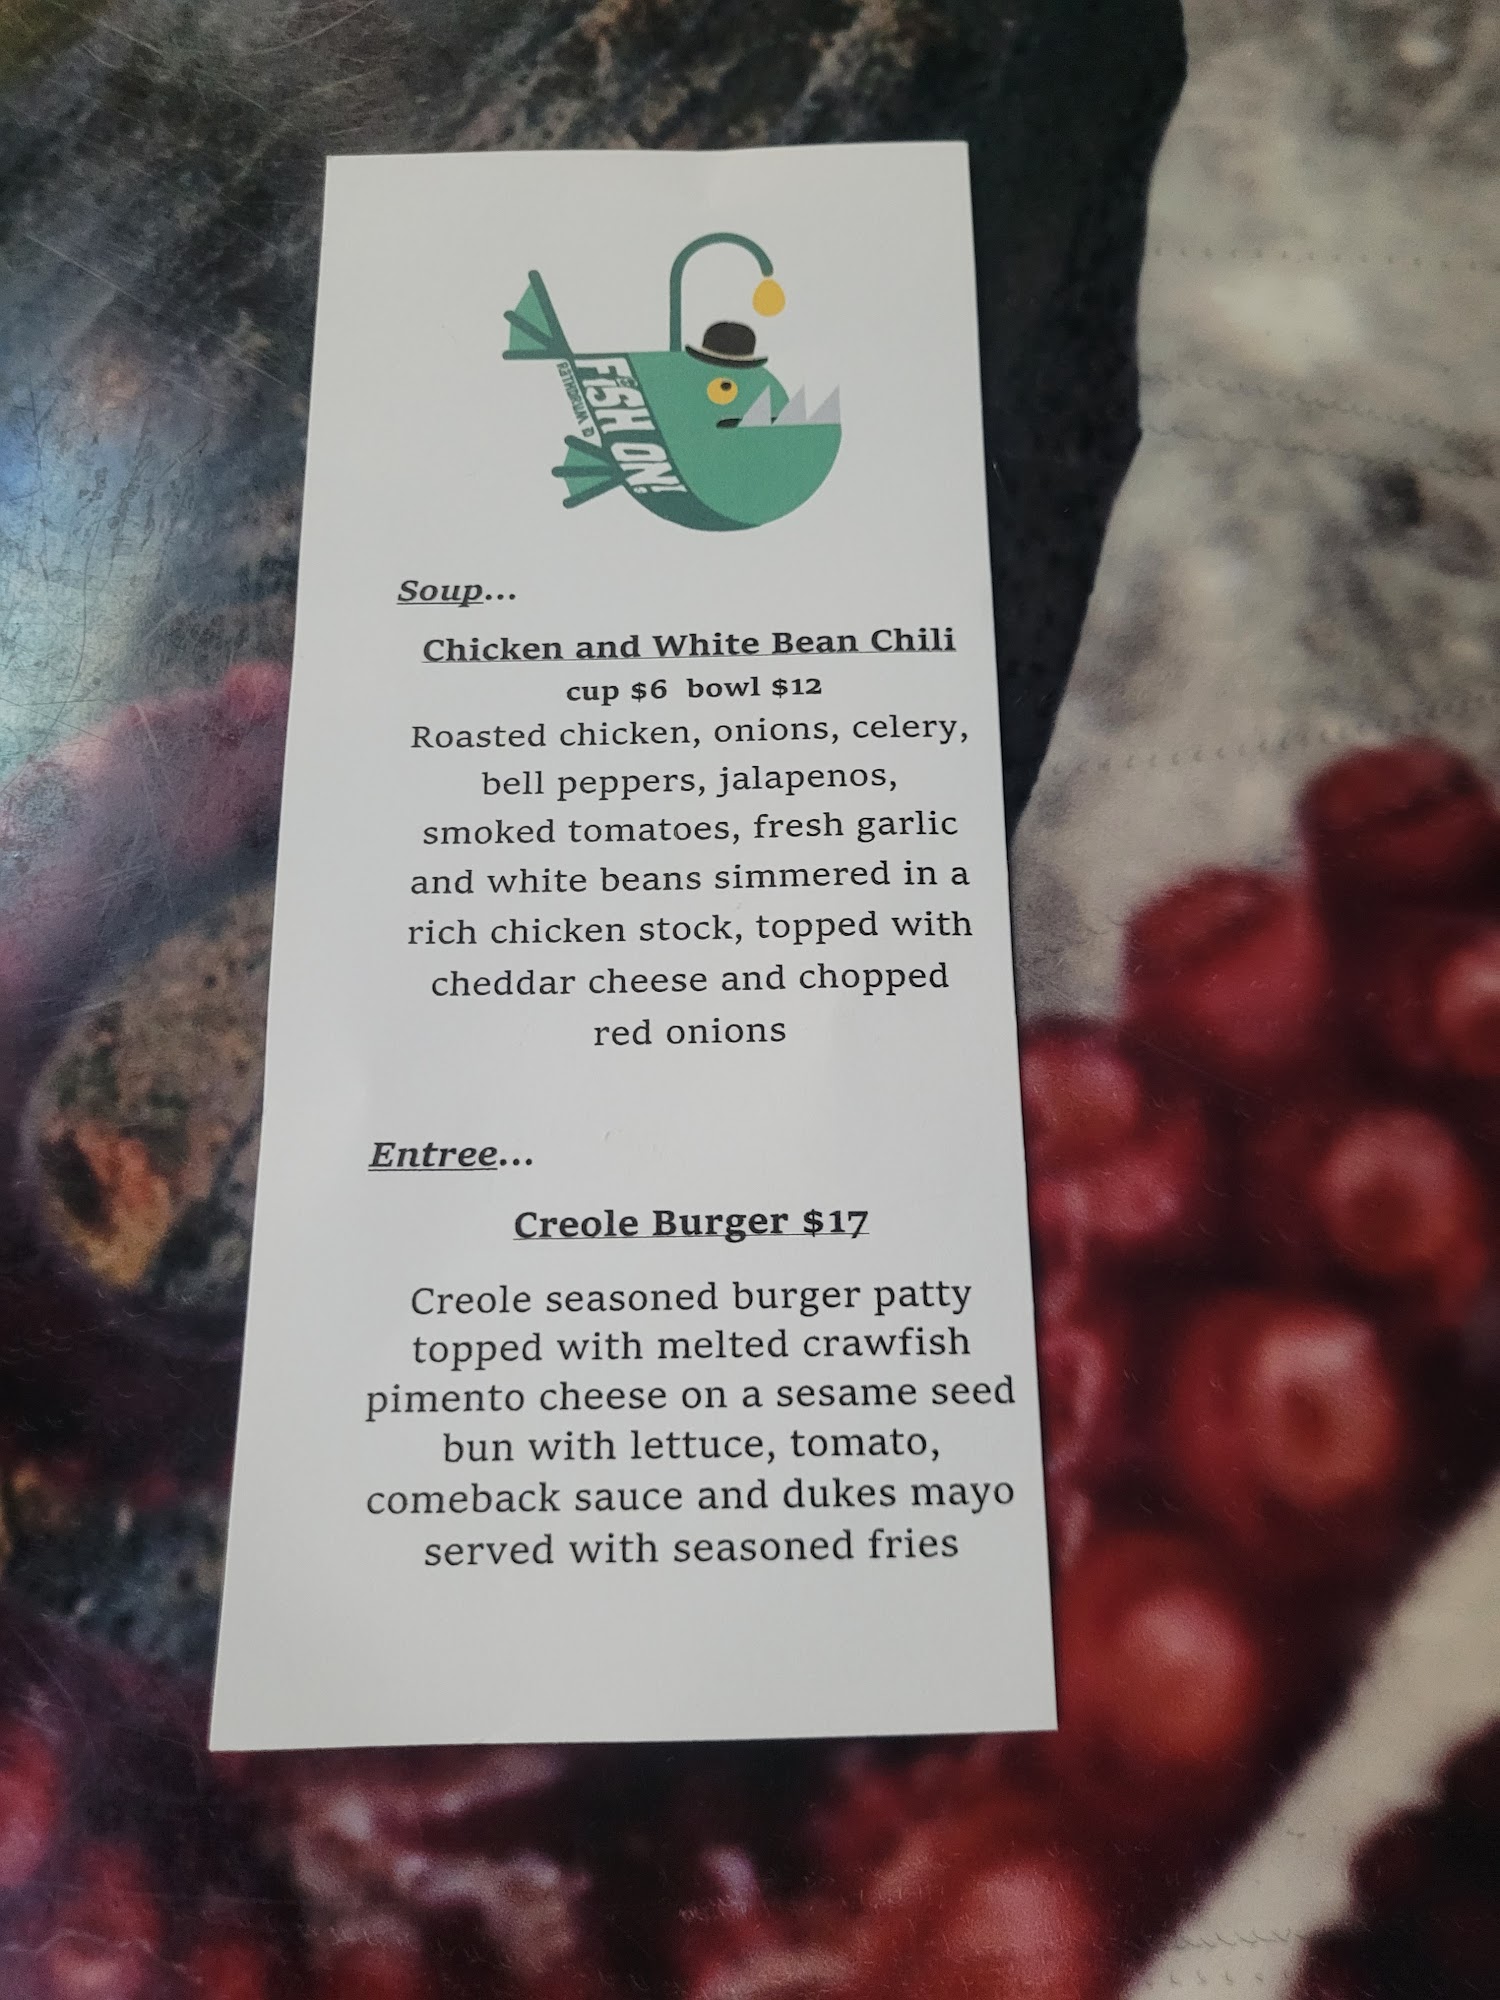 FISH ON!
Soup...
Chicken and White Bean Chili
cup $6 bowl $12
Roasted chicken, onions, celery,
bell peppers, jalapenos,
smoked tomatoes, fresh garlic
and white beans simmered in a
rich chicken stock, topped with
cheddar cheese and chopped
red onions
Entree...
Creole Burger $17
Creole seasoned burger patty
topped with melted crawfish
pimento cheese on a sesame seed
bun with lettuce, tomato,
comeback sauce and dukes mayo
served with seasoned fries